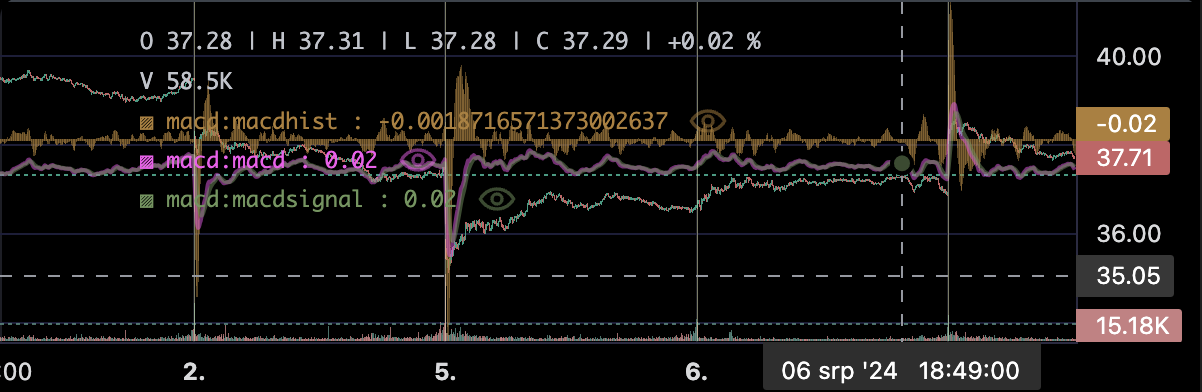 O 37.28 | H 37.31 | L 37.28 | C 37.29 | +0.02 %
V 58.5K
macd:macdhist : -0.0018716571373002637
macd:macd : 0.02
macd:macdsignal : 0.02
40.00
-0.02
37.71
36.00
35.05
15.18K
:00 2. 5. 6. 06 srp '24 18:49:00